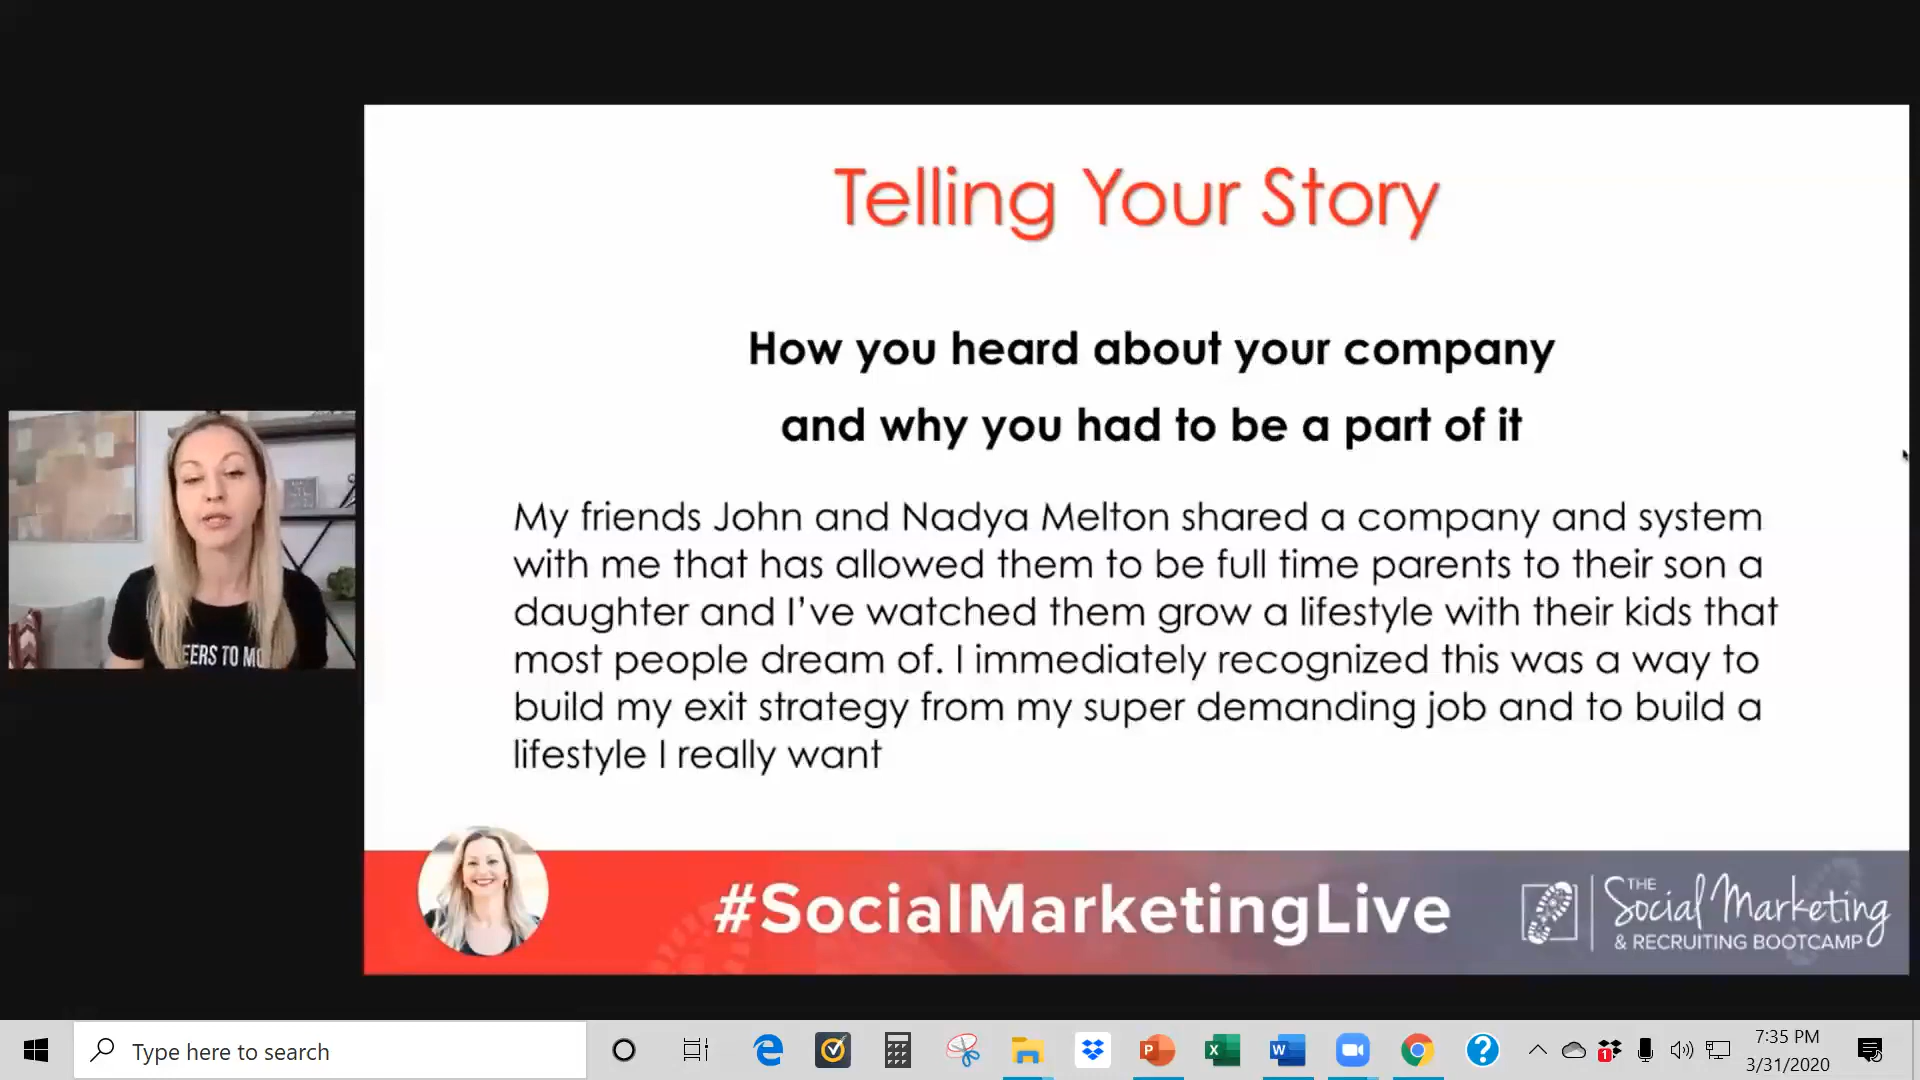 Telling Your Story
How you heard about your company
and why you had to be a part of it
My friends John and Nadya Melton shared a company and system
with me that has allowed them to be full time parents to their son a
daughter and I’ve watched them grow a lifestyle with their kids that
most people dream of. I immediately recognized this was a way to
build my exit strategy from my super demanding job and to build a
lifestyle I really want
EERS TO MO
#SocialMarketingLive
THE
Social Marketing
& RECRUITING BOOTCAMP
Type here to search
1
7:35 PM
3/31/2020